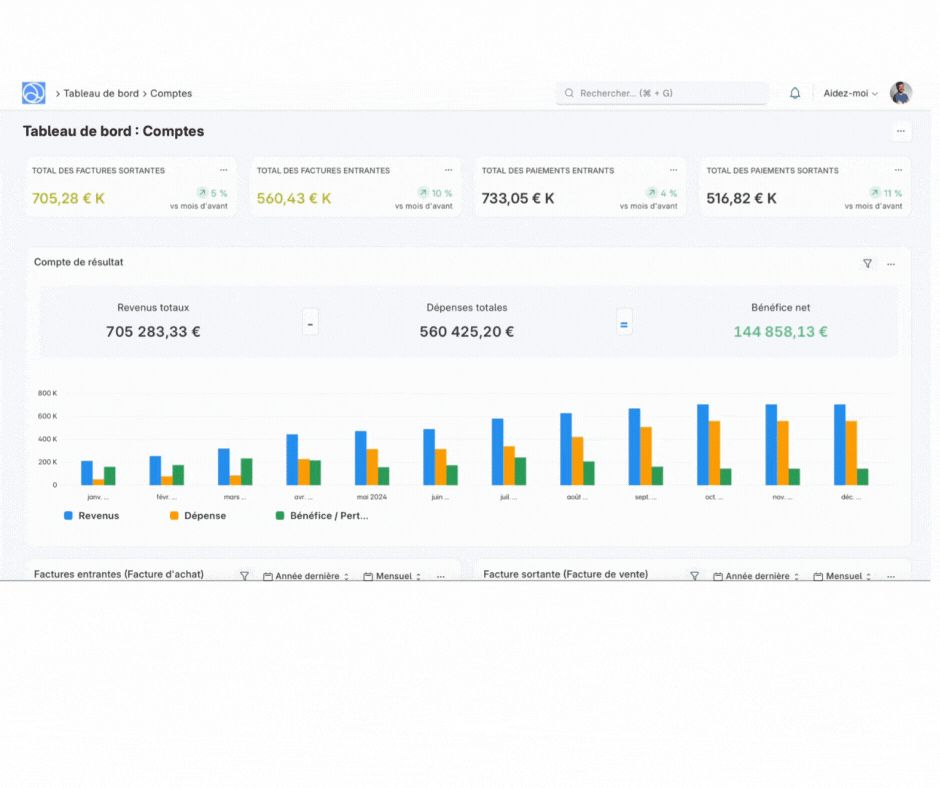 > Tableau de bord > Comptes
Rechercher... (⌘ + G)
Aidez-moi
Tableau de bord : Comptes
TOTAL DES FACTURES SORTANTES
705,28 € K
5 %
vs mois d'avant
TOTAL DES FACTURES ENTRANTES
560,43 € K
10 %
vs mois d'avant
TOTAL DES PAIEMENTS ENTRANTS
733,05 € K
4 %
vs mois d'avant
TOTAL DES PAIEMENTS SORTANTS
516,82 € K
11 %
vs mois d'avant
Compte de résultat
Revenus totaux
705 283,33 €
-
Dépenses totales
560 425,20 €
=
Bénéfice net
144 858,13 €
800 K
600 K
400 K
200 K
0
janv. ...
févr. ...
mars ...
avr. ...
mai 2024
juin ...
juil. ...
août ...
sept. ...
oct. ...
nov. ...
déc. ...
Revenus
Dépense
Bénéfice / Pert...
Factures entrantes (Facture d'achat)
Année dernière
Mensuel
Facture sortante (Facture de vente)
Année dernière
Mensuel